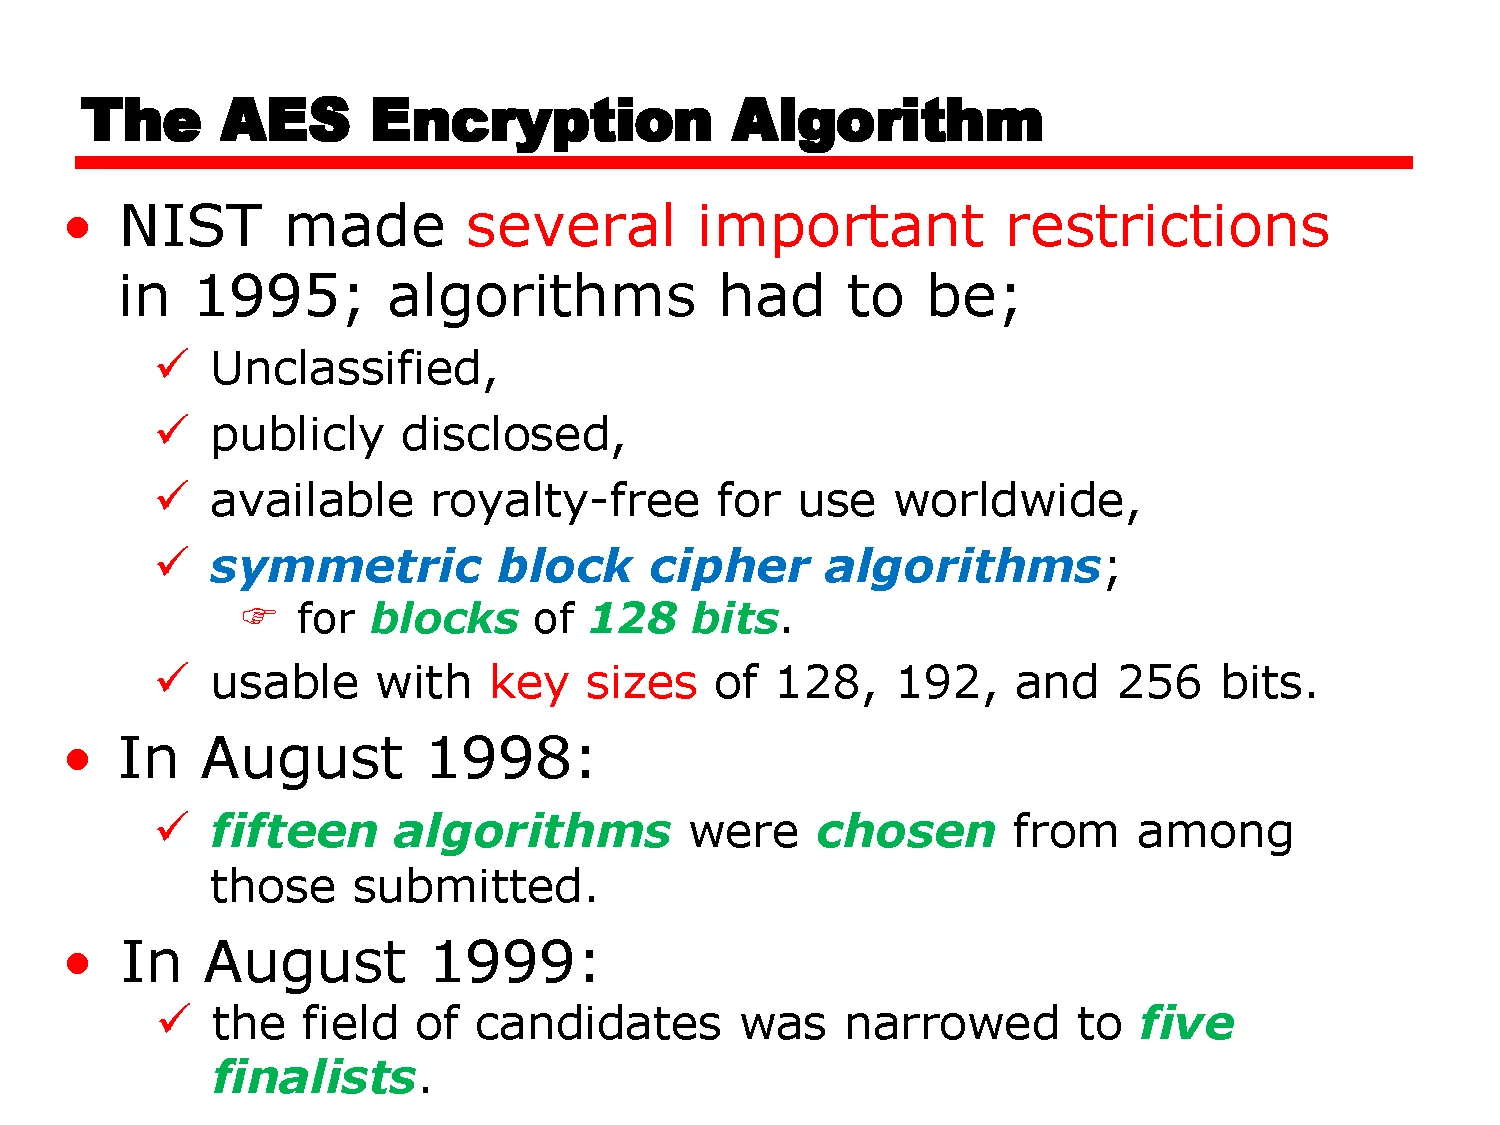 The AES Encryption Algorithm
• NIST made several important restrictions
in 1995; algorithms had to be;
✓ Unclassified,
✓ publicly disclosed,
✓ available royalty-free for use worldwide,
✓ symmetric block cipher algorithms;
☞ for blocks of 128 bits.
✓ usable with key sizes of 128, 192, and 256 bits.
• In August 1998:
✓ fifteen algorithms were chosen from among
those submitted.
• In August 1999:
✓ the field of candidates was narrowed to five
finalists.